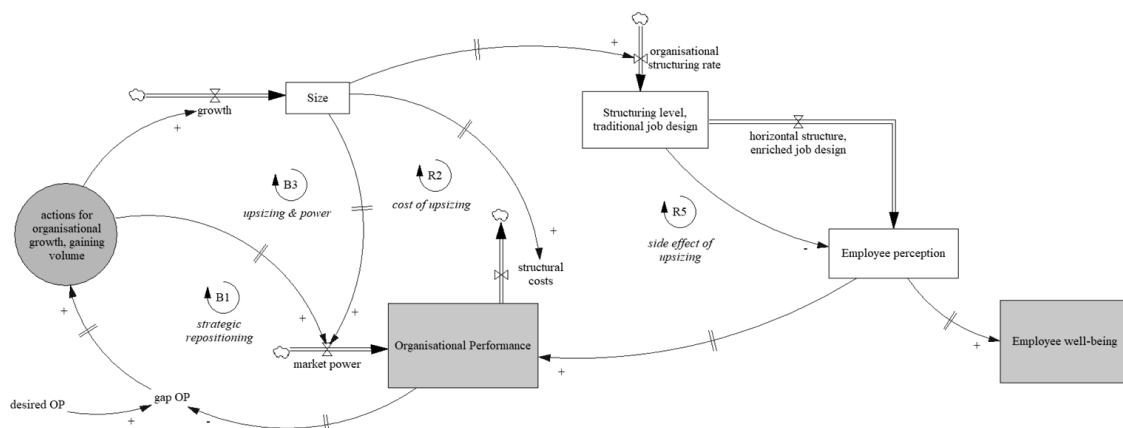 organisational
structuring rate
+
growth
Size
Structuring level,
traditional job design
horizontal structure,
enriched job design
+
B3
upsizing & power
R2
cost of upsizing
R5
side effect of
upsizing
actions for
organisational
growth, gaining
volume
+
structural
costs
-
Employee perception
B1
strategic
repositioning
+
+
+
market power
Organisational Performance
+
+
Employee well-being
desired OP
+
gap OP
-